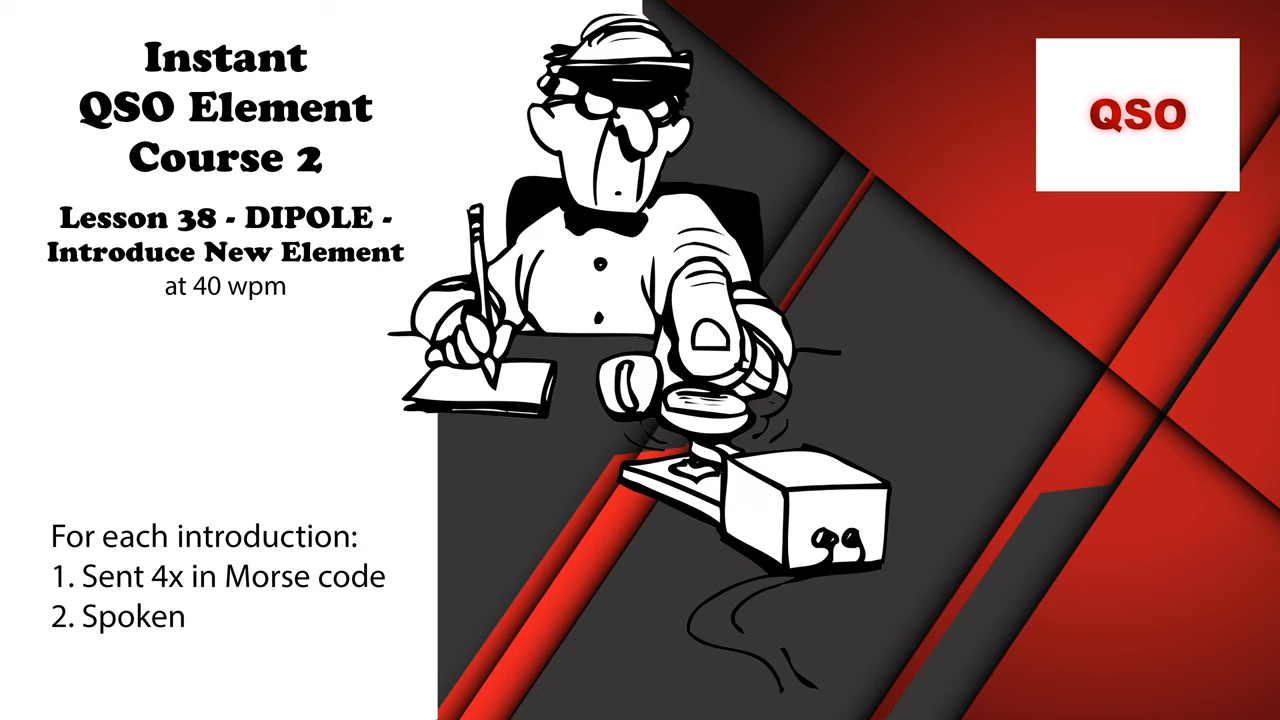 Instant
QSO Element
Course 2
Lesson 38 - DIPOLE -
Introduce New Element
at 40 wpm
QSO
For each introduction:
1. Sent 4x in Morse code
2. Spoken